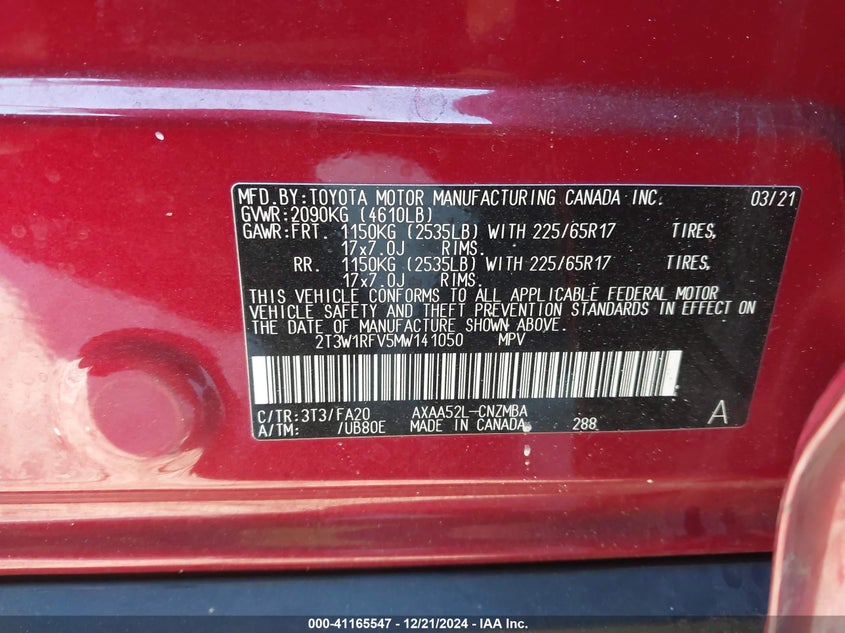 MFD.BY:TOYOTA MOTOR MANUFACTURING CANADA INC. 03/21
GVWR:2090KG (4610LB)
GAWR:FRT. 1150KG (2535LB) WITH 225/65R17 TIRES,
17x7.0J RIMS.
RR. 1150KG (2535LB) WITH 225/65R17 TIRES,
17x7.0J RIMS.
THIS VEHICLE CONFORMS TO ALL APPLICABLE FEDERAL MOTOR
VEHICLE SAFETY AND THEFT PREVENTION STANDARDS IN EFFECT ON
THE DATE OF MANUFACTURE SHOWN ABOVE.
2T3W1RFV5MW141050 MPV
C/TR:3T3/FA20 AXAA52L-CNZMBA A
A/TM: /UB80E MADE IN CANADA 288
000-41165547 - 12/21/2024 - IAA Inc.